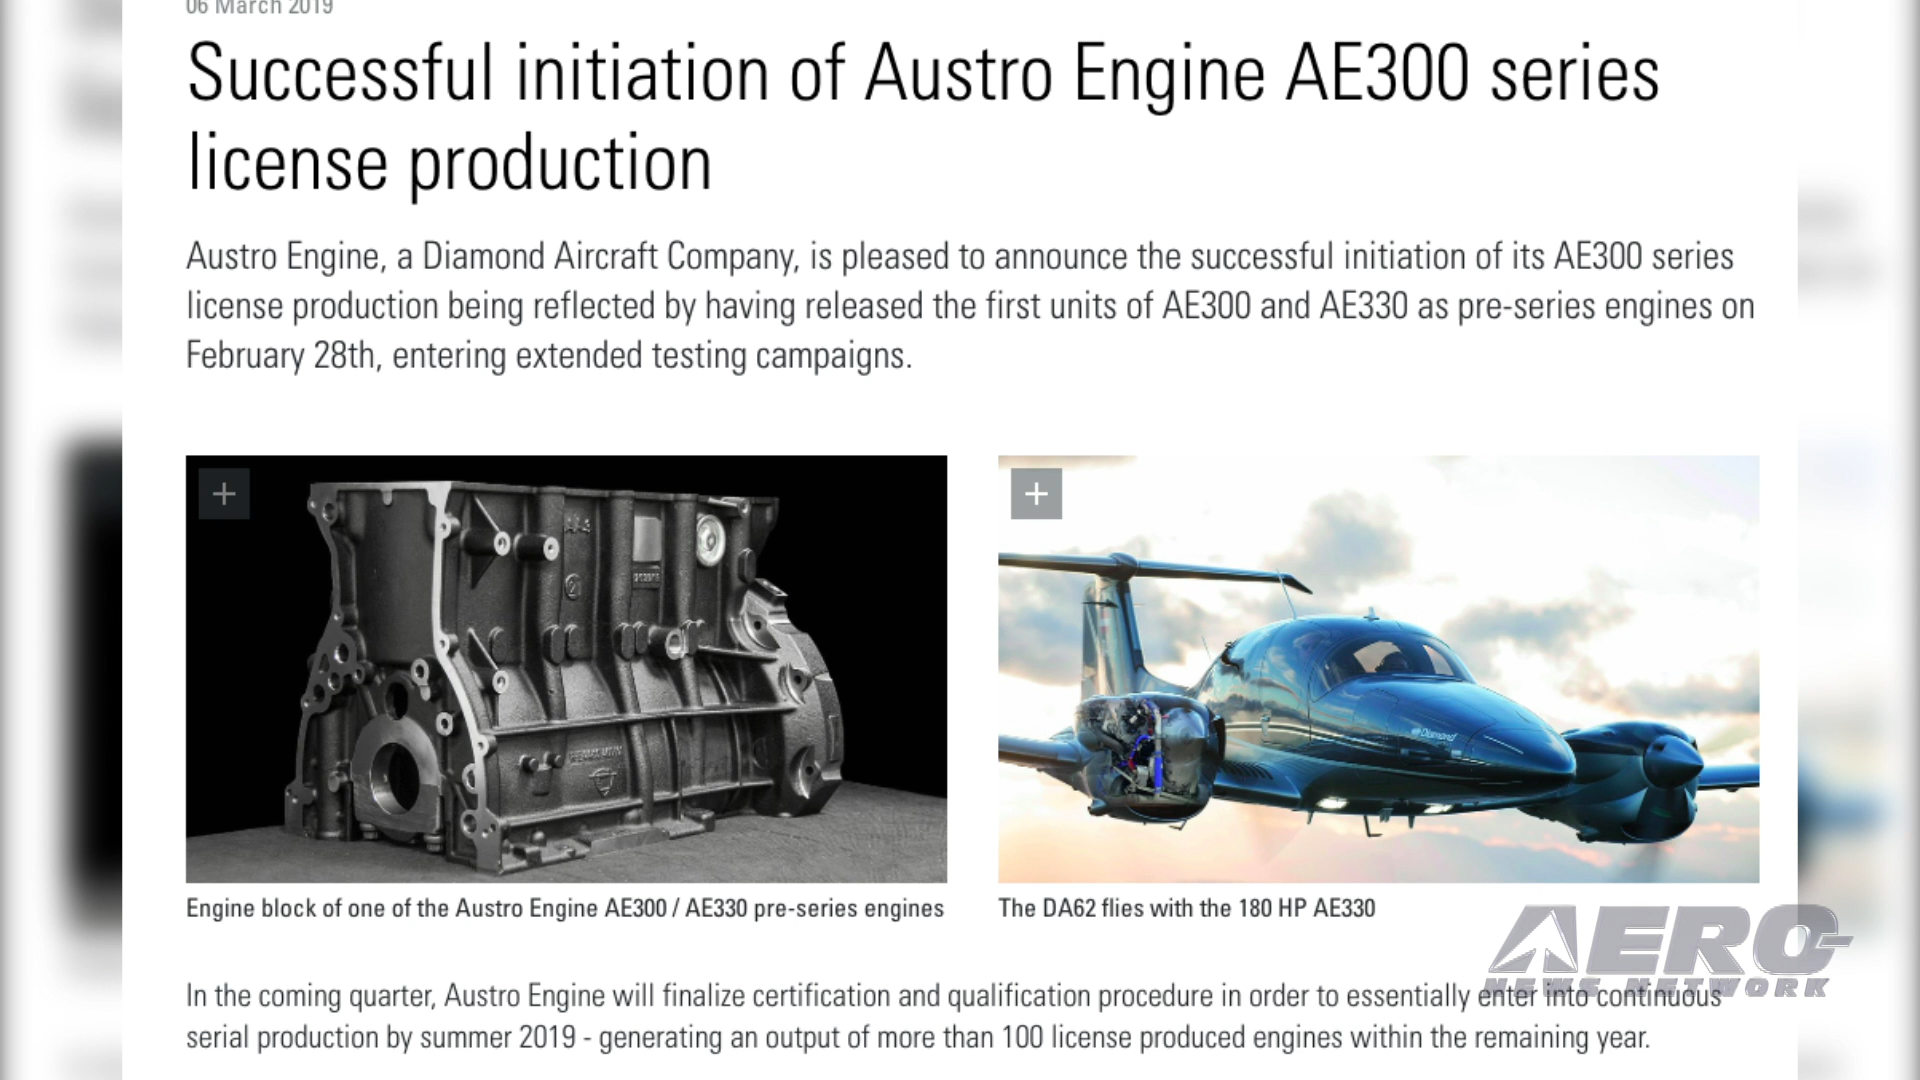 06 March 2019
Successful initiation of Austro Engine AE300 series
license production
Austro Engine, a Diamond Aircraft Company, is pleased to announce the successful initiation of its AE300 series
license production being reflected by having released the first units of AE300 and AE330 as pre-series engines on
February 28th, entering extended testing campaigns.
Diamond
Engine block of one of the Austro Engine AE300 / AE330 pre-series engines
The DA62 flies with the 180 HP AE330
AERO-
NEWS NETWORK
In the coming quarter, Austro Engine will finalize certification and qualification procedure in order to essentially enter into continuous
serial production by summer 2019 - generating an output of more than 100 license produced engines within the remaining year.